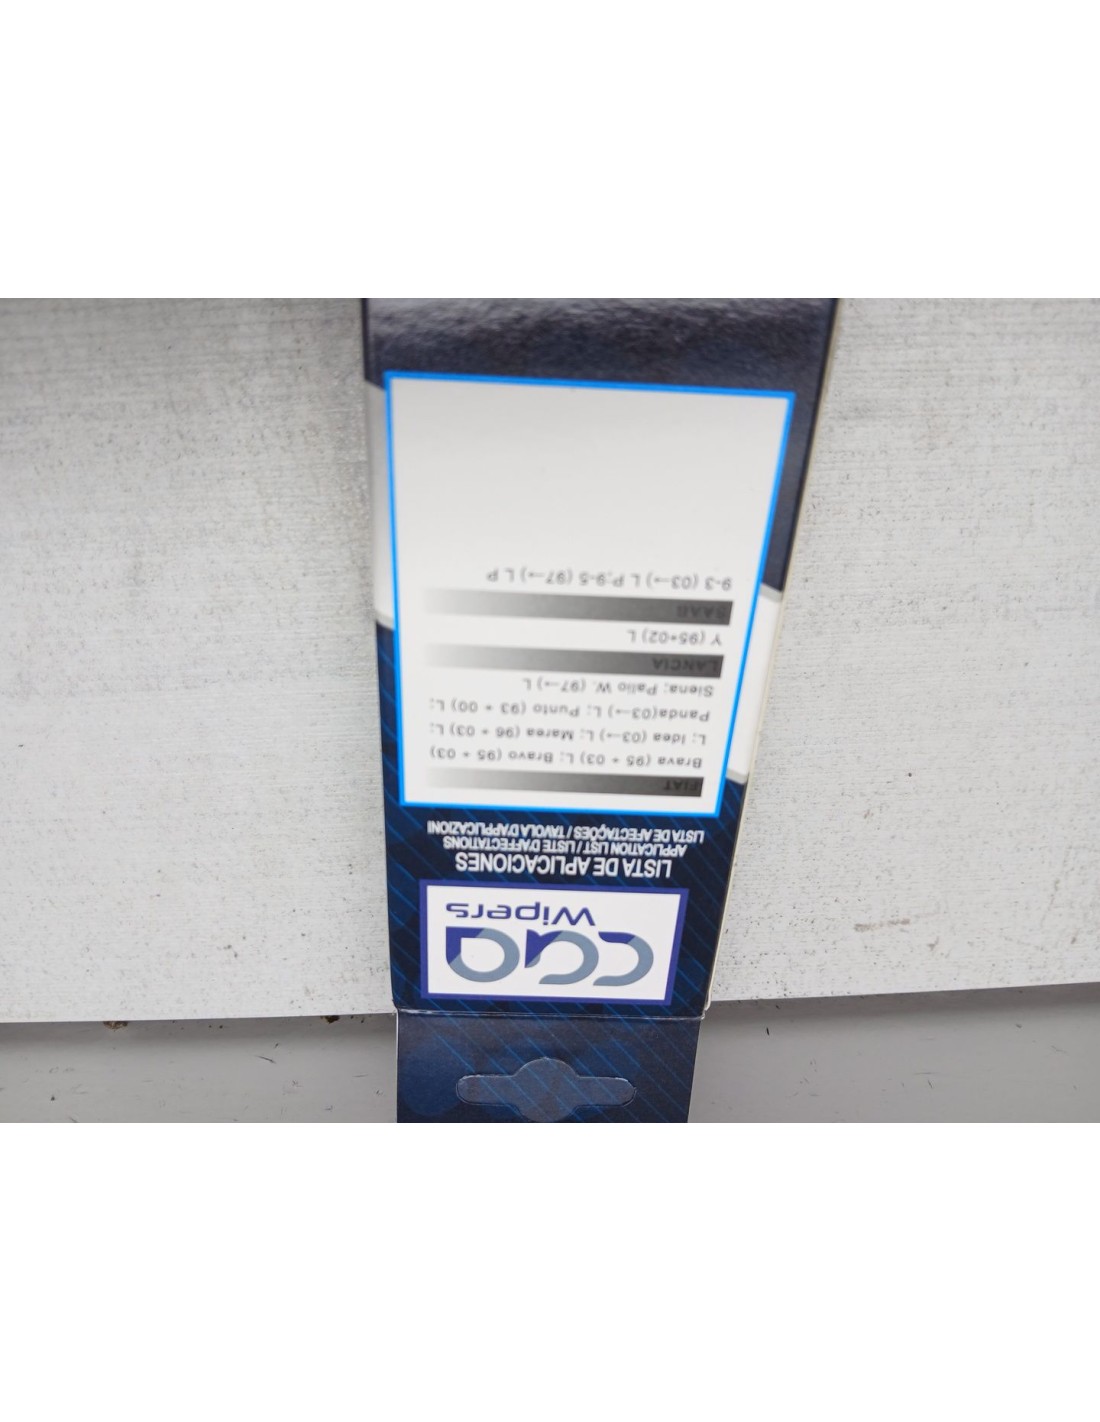 CCA
Wipers
LISTA DE APLICACIONES
APPLICATION LIST / LISTE D'AFFECTATIONS
LISTA DE AFECTAÇÕES / TAVOLA D'APPLICAZIONI
FIAT
Brava (95 ÷ 03) L; Bravo (95 ÷ 03)
L; Idea (03→) L; Marea (96 ÷ 03) L;
Panda(03→) L; Punto (93 ÷ 00) L;
Siena; Palio W. (97→) L
LANCIA
Y (95÷02) L
SAAB
9-3 (03→) L P;9-5 (97→) L P